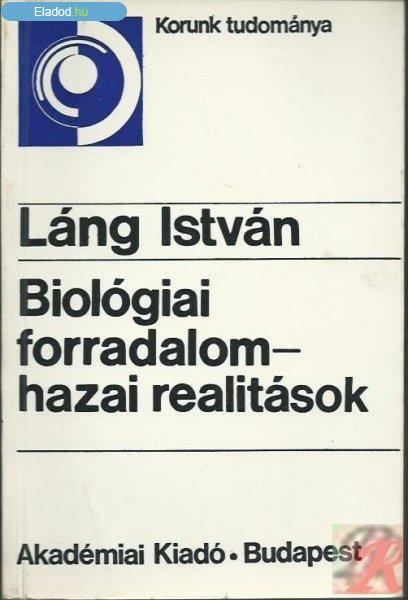 Eladod.hu
Korunk tudománya
Láng István
Biológiai
forradalom–
hazai realitások
Akadémiai Kiadó • Budapest
R